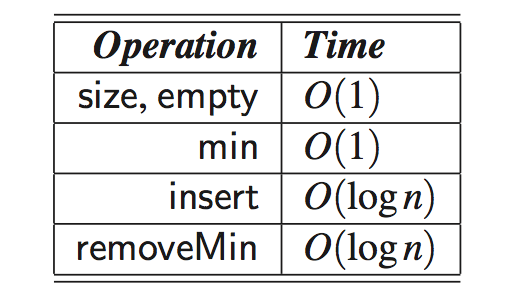 Operation Time
size, empty O(1)
min O(1)
insert O(log n)
removeMin O(log n)